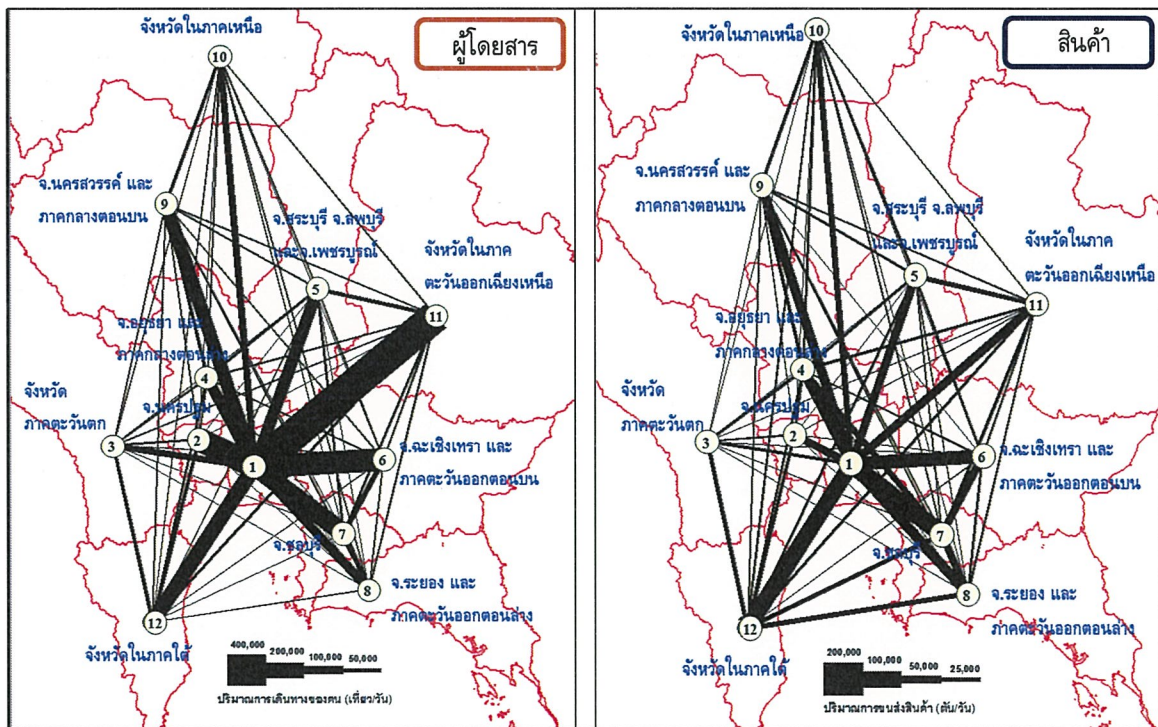 ผู้โดยสาร
จังหวัดในภาคเหนือ
10
จ.นครสวรรค์ และ
ภาคกลางตอนบน
9
จ.สระบุรี จ.ลพบุรี
และจ.เพชรบูรณ์
5
จังหวัดในภาค
ตะวันออกเฉียงเหนือ
11
จ.อยุธยา และ
ภาคกลางตอนล่าง
4
จังหวัด
ภาคตะวันตก
3
จ.นครปฐม
2
1
6
จ.ฉะเชิงเทรา และ
ภาคตะวันออกตอนบน
7
จ.ชลบุรี
8
จ.ระยอง และ
ภาคตะวันออกตอนล่าง
12
จังหวัดในภาคใต้
400,000
200,000
100,000
50,000
ปริมาณการเดินทางของคน (เที่ยว/วัน)
สินค้า
จังหวัดในภาคเหนือ
10
จ.นครสวรรค์ และ
ภาคกลางตอนบน
9
จ.สระบุรี จ.ลพบุรี
และจ.เพชรบูรณ์
5
จังหวัดในภาค
ตะวันออกเฉียงเหนือ
11
จ.อยุธยา และ
ภาคกลางตอนล่าง
4
จังหวัด
ภาคตะวันตก
3
จ.นครปฐม
2
1
6
จ.ฉะเชิงเทรา และ
ภาคตะวันออกตอนบน
7
จ.ชลบุรี
8
จ.ระยอง และ
ภาคตะวันออกตอนล่าง
12
จังหวัดในภาคใต้
200,000
100,000
50,000
25,000
ปริมาณการขนส่งสินค้า (ตัน/วัน)